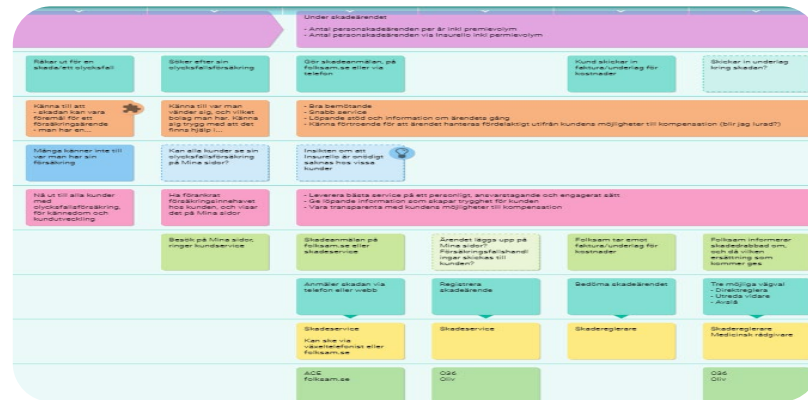 Under skadeärendet
- Antal personskadeärenden per år inkl premievolym
- Antal personskadeärenden via Insurello inkl premievolym
Råkar ut för en
skada/ett olycksfall
Söker efter sin
olycksfallsförsäkring
Gör skadeanmälan, på
folksam.se eller via
telefon
Kund skickar in
faktura/underlag för
kostnader
Skickar in underlag
kring skadan?
Känna till att
- skadan kan vara
föremål för ett
försäkringsärende
- man har en...
Känna till var man
vänder sig, och vilket
bolag man har. Känna
sig trygg med att det
finns hjälp i...
- Bra bemötande
- Snabb service
- Löpande stöd och information om ärendets gång
- Känna förtroende för att ärendet hanteras fördelaktigt utifrån kundens möjligheter till kompensation (blir jag lurad?)
Många känner inte till
var man har sin
försäkring
Kan alla kunder se sin
olycksfallsförsäkring
på Mina sidor?
Insikten om att
Insurello är onödigt
saknas hos vissa
kunder
Nå ut till alla kunder
med
olycksfallsförsäkring,
för kännedom och
kundutveckling
Ha förankrat
försäkringsinnehavet
hos kunden, och visar
det på Mina sidor
- Leverera bästa service på ett personligt, ansvarstagande och engagerat sätt
- Ge löpande information som skapar trygghet för kunden
- Vara transparenta med kundens möjligheter till kompensation
Besök på Mina sidor,
ringer kundservice
Skadeanmälan på
folksam.se eller
skadeservice
Ärendet läggs upp på
Mina sidor?
Försäkringsfallshandl
ingar skickas till
kunden?
Folksam tar emot
faktura/underlag för
kostnader
Folksam informerar
skadedrabbad om,
och då vilken
ersättning som
kommer ges
Anmäler skadan via
telefon eller webb
Registrera
skadeärende
Bedöma skadeärendet
Tre möjliga vägval
- Direktreglera
- Utreda vidare
- Avslå
Skadeservice
Kan ske via
växeltelefonist eller
folksam.se
Skadeservice
Skadereglerare
Skadereglerare
Medicinsk rådgivare
ACE
folksam.se
O36
Oliv
O36
Oliv